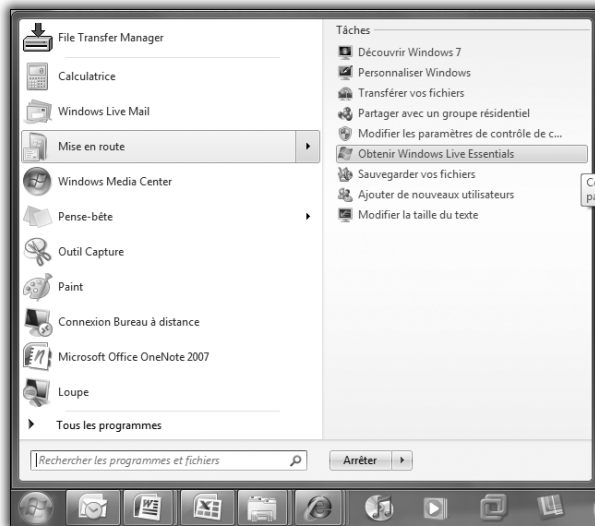 File Transfer Manager
Calculatrice
Windows Live Mail
Mise en route
Windows Media Center
Pense-bête
Outil Capture
Paint
Connexion Bureau à distance
Microsoft Office OneNote 2007
Loupe
Tous les programmes
Rechercher les programmes et fichiers
Tâches
Découvrir Windows 7
Personnaliser Windows
Transférer vos fichiers
Partager avec un groupe résidentiel
Modifier les paramètres de contrôle de c...
Obtenir Windows Live Essentials
Sauvegarder vos fichiers
Ajouter de nouveaux utilisateurs
Modifier la taille du texte
Arrêter